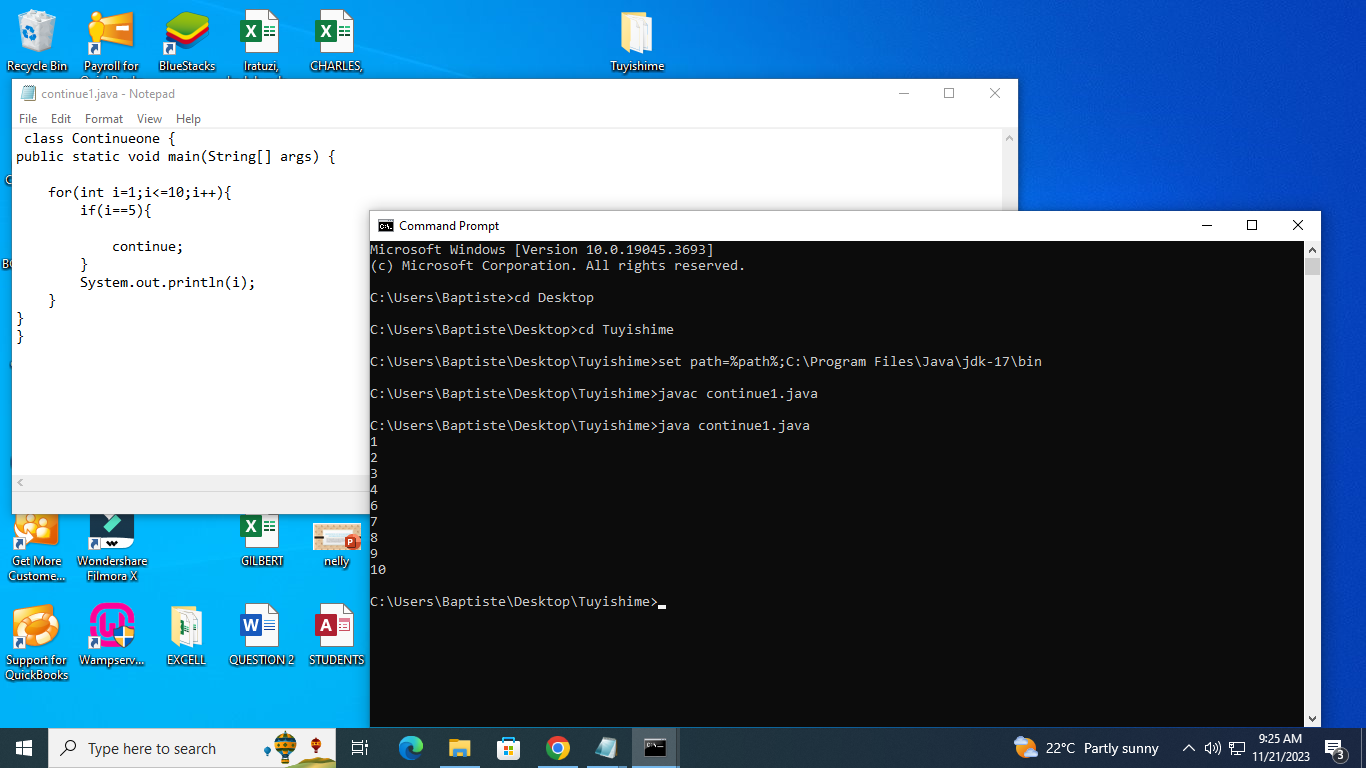 Recycle Bin
Payroll for
BlueStacks
Iratuzi,
CHARLES,
Tuyishime
continue1.java - Notepad
File Edit Format View Help
class Continueone {
public static void main(String[] args) {
for(int i=1;i<=10;i++){
if(i==5){
continue;
}
System.out.println(i);
}
}
}
Command Prompt
Microsoft Windows [Version 10.0.19045.3693]
(c) Microsoft Corporation. All rights reserved.
C:\Users\Baptiste>cd Desktop
C:\Users\Baptiste\Desktop>cd Tuyishime
C:\Users\Baptiste\Desktop\Tuyishime>set path=%path%;C:\Program Files\Java\jdk-17\bin
C:\Users\Baptiste\Desktop\Tuyishime>javac continue1.java
C:\Users\Baptiste\Desktop\Tuyishime>java continue1.java
1
2
3
4
6
7
8
9
10
C:\Users\Baptiste\Desktop\Tuyishime>
Get More
Custome...
Wondershare
Filmora X
GILBERT
nelly
Support for
QuickBooks
Wampserv...
EXCELL
QUESTION 2
STUDENTS
Type here to search
22°C Partly sunny
9:25 AM
11/21/2023
3